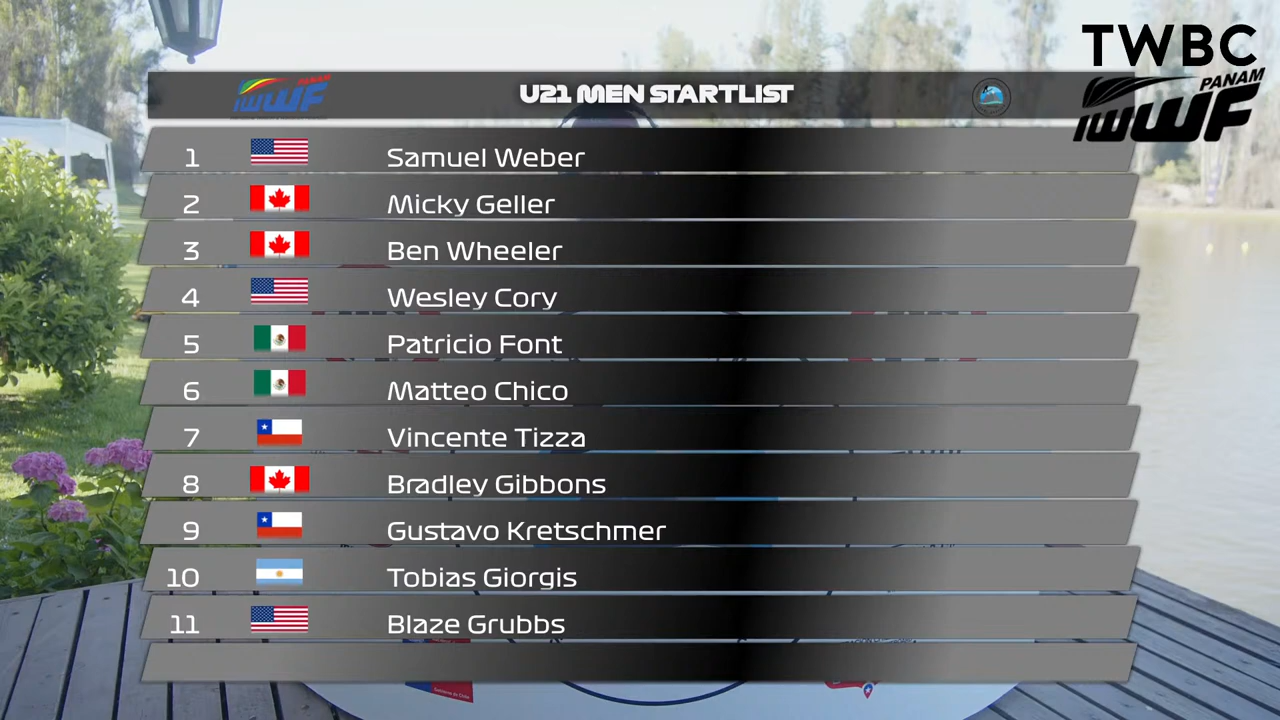 TWBC
PANAM
IWWF
PANAM
IWWF
U21 MEN STARTLIST
1 Samuel Weber
2 Micky Geller
3 Ben Wheeler
4 Wesley Cory
5 Patricio Font
6 Matteo Chico
7 Vincente Tizza
8 Bradley Gibbons
9 Gustavo Kretschmer
10 Tobias Giorgis
11 Blaze Grubbs